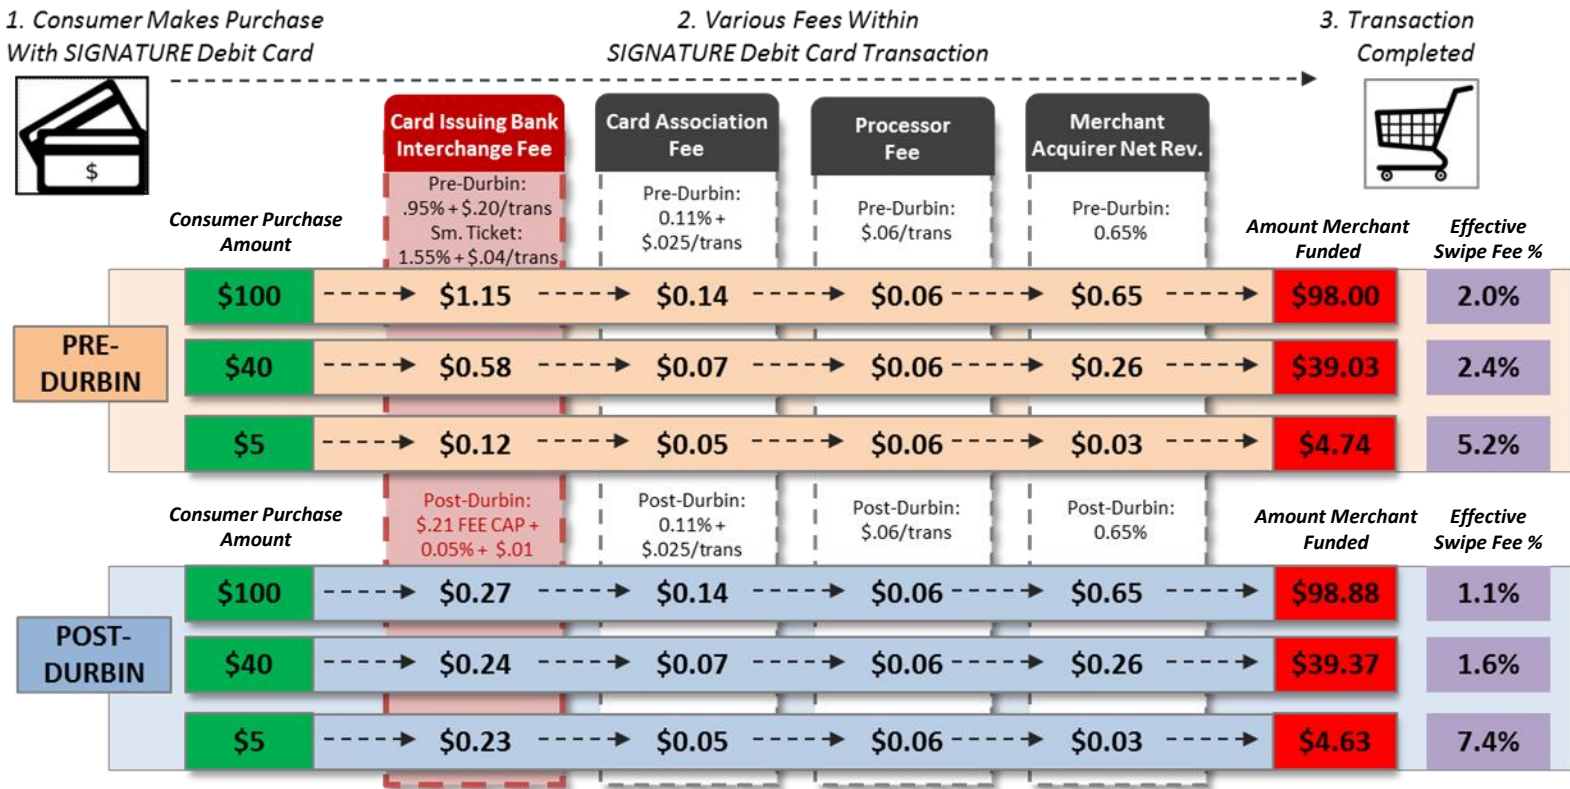 1. Consumer Makes Purchase
With SIGNATURE Debit Card
2. Various Fees Within
SIGNATURE Debit Card Transaction
3. Transaction
Completed
$
Card Issuing Bank
Interchange Fee
Card Association
Fee
Processor
Fee
Merchant
Acquirer Net Rev.
Consumer Purchase
Amount
Pre-Durbin:
.95% + $.20/trans
Sm. Ticket:
1.55% + $.04/trans
Pre-Durbin:
0.11% +
$.025/trans
Pre-Durbin:
$.06/trans
Pre-Durbin:
0.65%
Amount Merchant
Funded
Effective
Swipe Fee %
PRE-
DURBIN
$100 $1.15 $0.14 $0.06 $0.65 $98.00 2.0%
$40 $0.58 $0.07 $0.06 $0.26 $39.03 2.4%
$5 $0.12 $0.05 $0.06 $0.03 $4.74 5.2%
Consumer Purchase
Amount
Post-Durbin:
$.21 FEE CAP +
0.05% + $.01
Post-Durbin:
0.11% +
$.025/trans
Post-Durbin:
$.06/trans
Post-Durbin:
0.65%
Amount Merchant
Funded
Effective
Swipe Fee %
POST-
DURBIN
$100 $0.27 $0.14 $0.06 $0.65 $98.88 1.1%
$40 $0.24 $0.07 $0.06 $0.26 $39.37 1.6%
$5 $0.23 $0.05 $0.06 $0.03 $4.63 7.4%